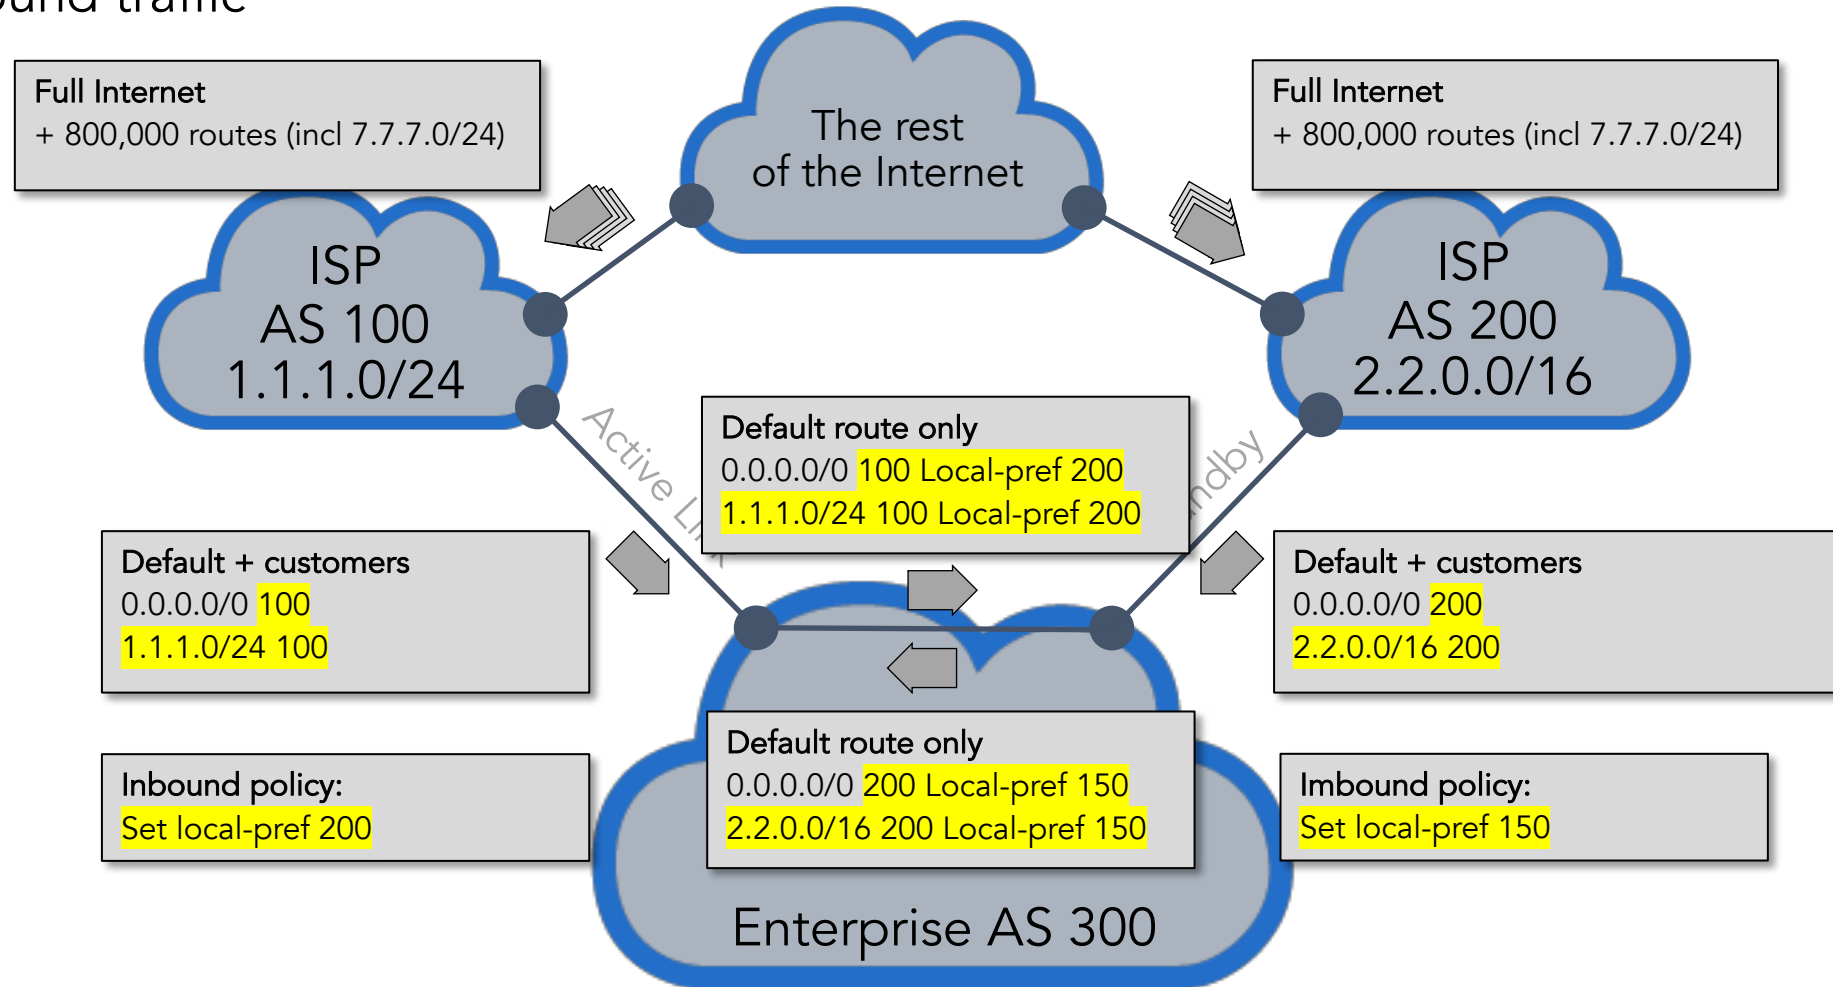 traffic
Full Internet
+ 800,000 routes (incl 7.7.7.0/24)
The rest
of the Internet
Full Internet
+ 800,000 routes (incl 7.7.7.0/24)
ISP
AS 100
1.1.1.0/24
ISP
AS 200
2.2.0.0/16
Active
Default route only
0.0.0.0/0 100 Local-pref 200
1.1.1.0/24 100 Local-pref 200
Default + customers
0.0.0.0/0 100
1.1.1.0/24 100
Default + customers
0.0.0.0/0 200
2.2.0.0/16 200
Inbound policy:
Set local-pref 200
Default route only
0.0.0.0/0 200 Local-pref 150
2.2.0.0/16 200 Local-pref 150
Imbound policy:
Set local-pref 150
Enterprise AS 300